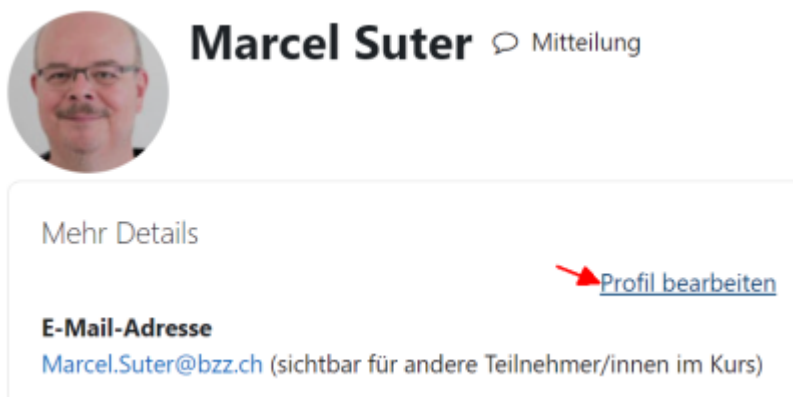 Marcel Suter Mitteilung
Mehr Details
Profil bearbeiten
E-Mail-Adresse
Marcel.Suter@bzz.ch (sichtbar für andere Teilnehmer/innen im Kurs)